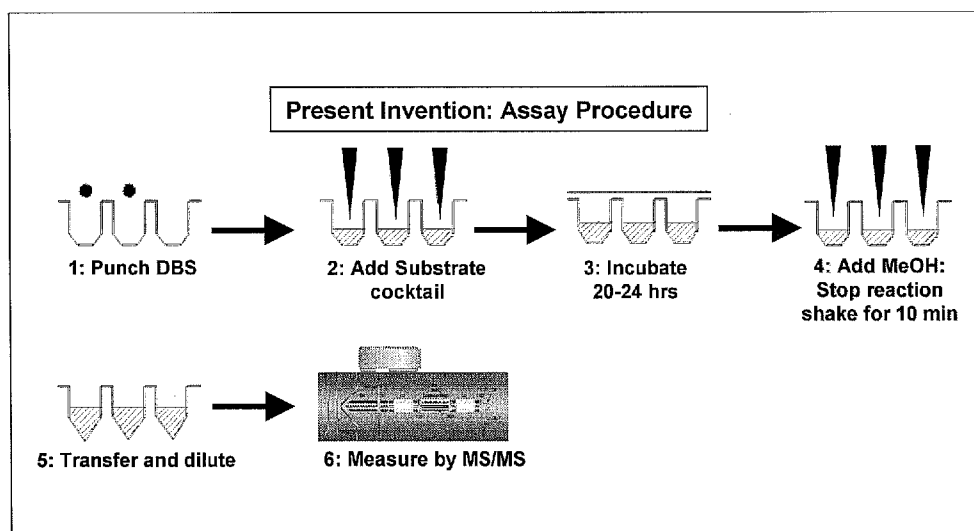 Present Invention: Assay Procedure
1: Punch DBS
2: Add Substrate
cocktail
3: Incubate
20-24 hrs
4: Add MeOH:
Stop reaction
shake for 10 min
5: Transfer and dilute
6: Measure by MS/MS